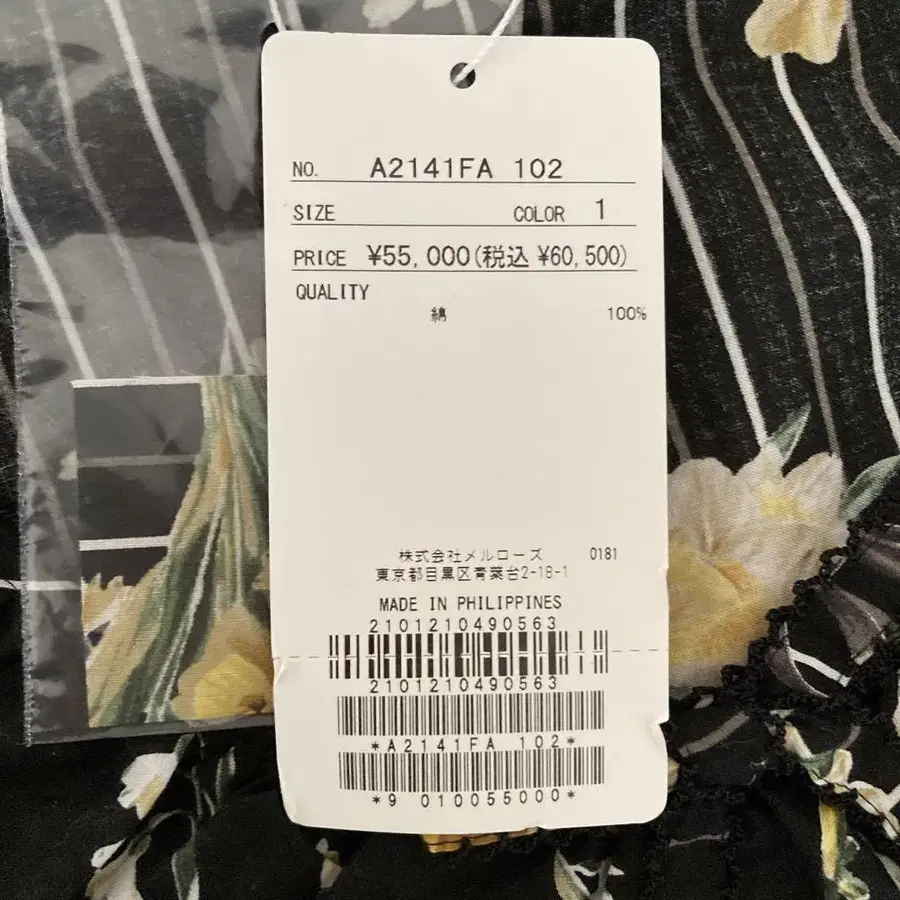 NO. A2141FA 102
SIZE COLOR 1
PRICE ¥55,000(税込 ¥60,500)
QUALITY
綿 100%
株式会社メルローズ 0181
東京都目黒区青葉台2-18-1
MADE IN PHILIPPINES
2101210490563
2101210490563
*A2141FA 102*
*9 010055000*